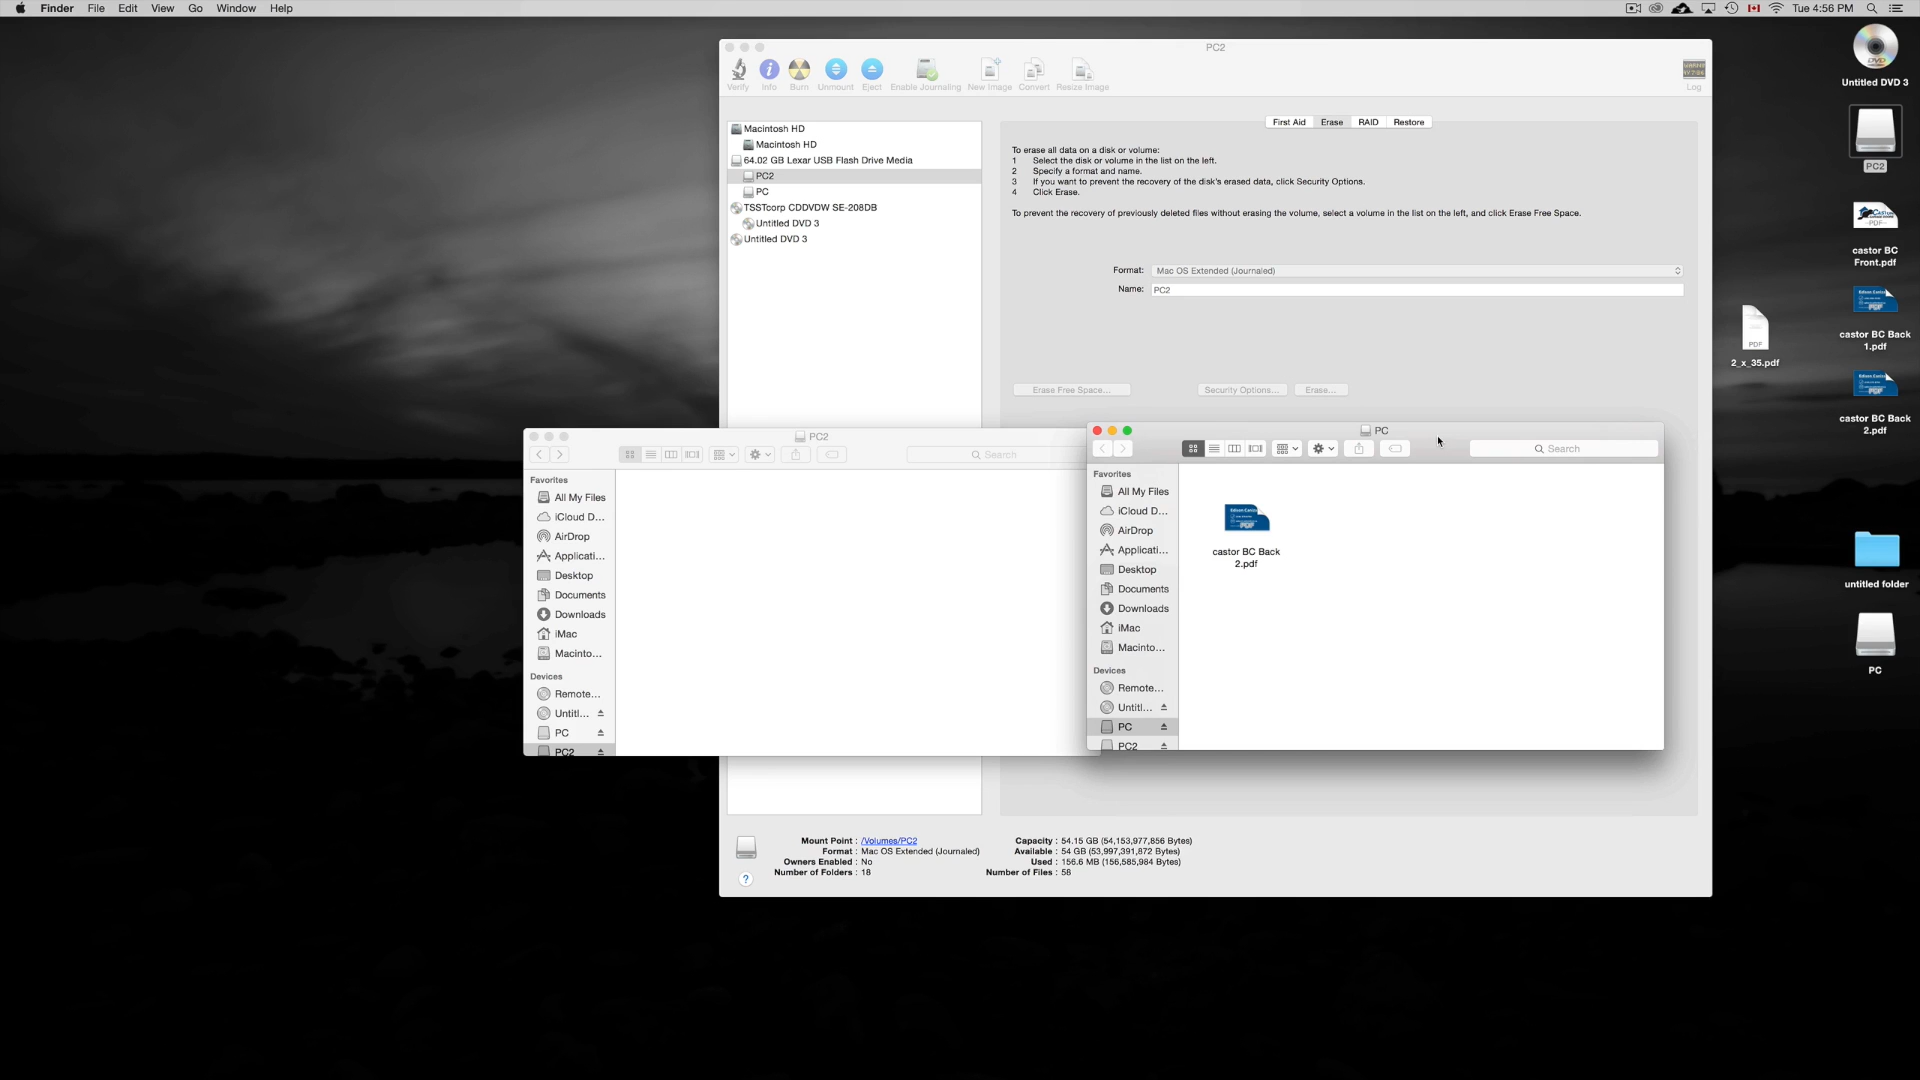 Finder File Edit View Go Window Help
Tue 4:56 PM
PC2
Verify Info Burn Unmount Eject Enable Journaling New Image Convert Resize Image
Log
Macintosh HD
Macintosh HD
64.02 GB Lexar USB Flash Drive Media
PC2
PC
TSSTcorp CDDVDW SE-208DB
Untitled DVD 3
Untitled DVD 3
First Aid Erase RAID Restore
To erase all data on a disk or volume:
1 Select the disk or volume in the list on the left.
2 Specify a format and name.
3 If you want to prevent the recovery of the disk's erased data, click Security Options.
4 Click Erase.
To prevent the recovery of previously deleted files without erasing the volume, select a volume in the list on the left, and click Erase Free Space.
Format: Mac OS Extended (Journaled)
Name: PC2
Erase Free Space... Security Options... Erase...
PC2
Search
Favorites
All My Files
iCloud D...
AirDrop
Applicati...
Desktop
Documents
Downloads
iMac
Macinto...
Devices
Remote...
Untitl...
PC
PC2
PC
Search
Favorites
All My Files
iCloud D...
AirDrop
Applicati...
Desktop
Documents
Downloads
iMac
Macinto...
Devices
Remote...
Untitl...
PC
PC2
castor BC Back
2.pdf
Mount Point : /Volumes/PC2
Format : Mac OS Extended (Journaled)
Owners Enabled : No
Number of Folders : 18
Capacity : 54.15 GB (54,153,977,856 Bytes)
Available : 54 GB (53,997,391,872 Bytes)
Used : 156.6 MB (156,585,984 Bytes)
Number of Files : 58
?
DVD
Untitled DVD 3
PC2
PDF
castor BC
Front.pdf
castor BC Back
1.pdf
PDF
2_x_35.pdf
castor BC Back
2.pdf
untitled folder
PC